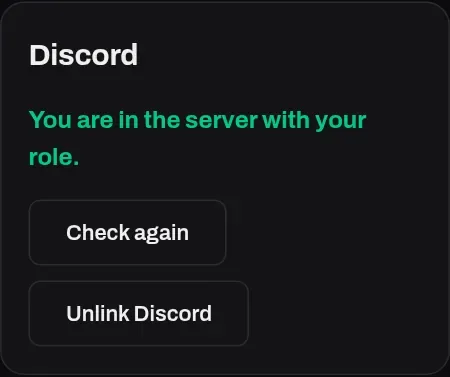 Discord
You are in the server with your
role.
Check again
Unlink Discord